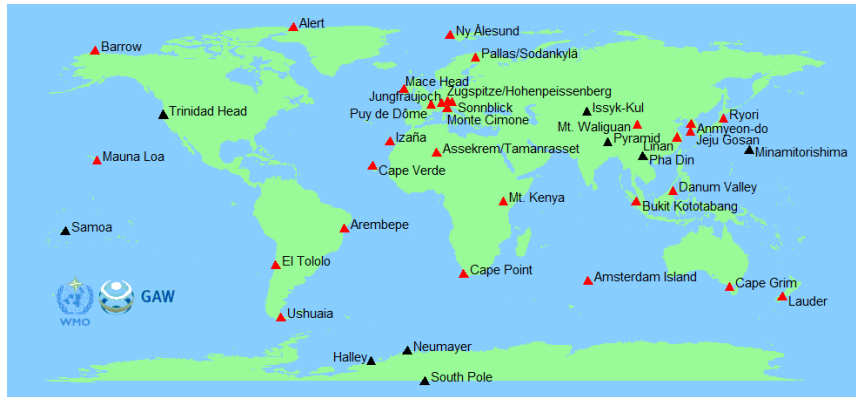 Alert
Barrow
Ny Ålesund
Pallas/Sodankylä
Mace Head
Zugspitze/Hohenpeissenberg
Jungfraujoch
Sonnblick
Puy de Dôme
Monte Cimone
Trinidad Head
Issyk-Kul
Ryori
Mt. Waliguan
Anmyeon-do
Pyramid
Jeju Gosan
Izaña
Linan
Assekrem/Tamanrasset
Minamitorishima
Mauna Loa
Pha Din
Cape Verde
Danum Valley
Mt. Kenya
Bukit Kototabang
Samoa
Arembepe
El Tololo
Cape Point
Amsterdam Island
Cape Grim
GAW
Lauder
WMO
Ushuaia
Neumayer
Halley
South Pole